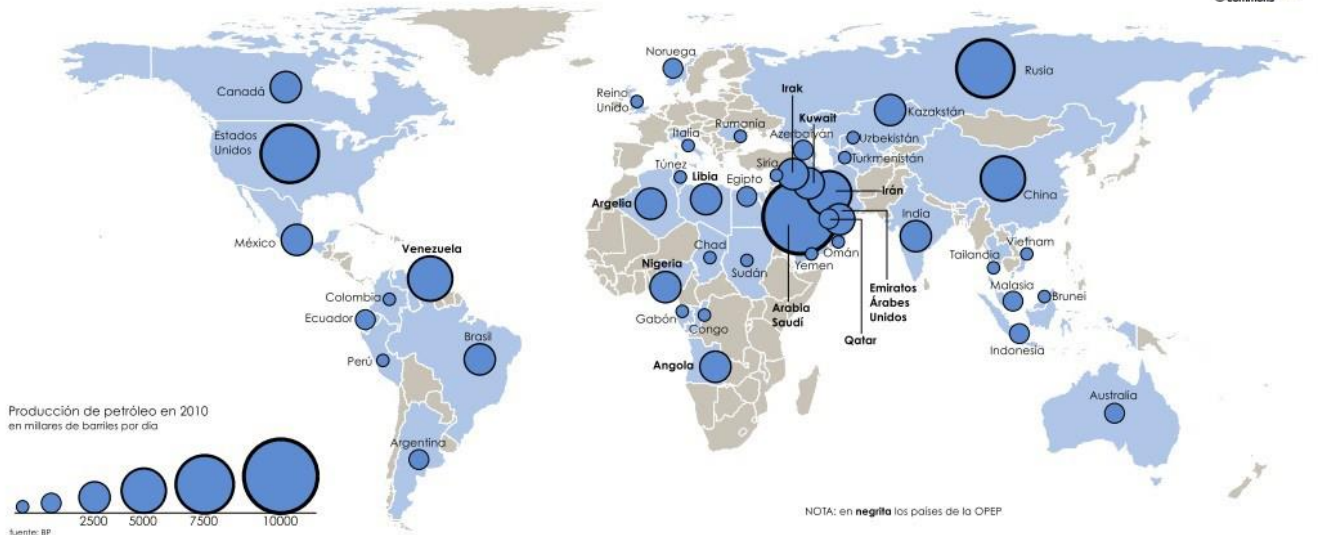 commons
Noruega
Rusia
Canadá
Reino
Unido
Irak
Kazakstán
Kuwait
Rumanía
Estados
Unidos
Italia
Azerbaiyán
Uzbekistán
Turkmenistán
Túnez
Siria
Libia
Egipto
China
Irán
Argelia
India
México
Venezuela
Chad
Omán
Vietnam
Sudán
Yemen
Tailandia
Nigeria
Colombia
Emiratos
Árabes
Unidos
Malasia
Brunei
Ecuador
Gabón
Congo
Arabia
Saudí
Brasil
Qatar
Indonesia
Perú
Angola
Australia
Producción de petróleo en 2010
en millares de barriles por día
Argentina
2500 5000 7500 10000
fuente: BP
NOTA: en negrita los países de la OPEP